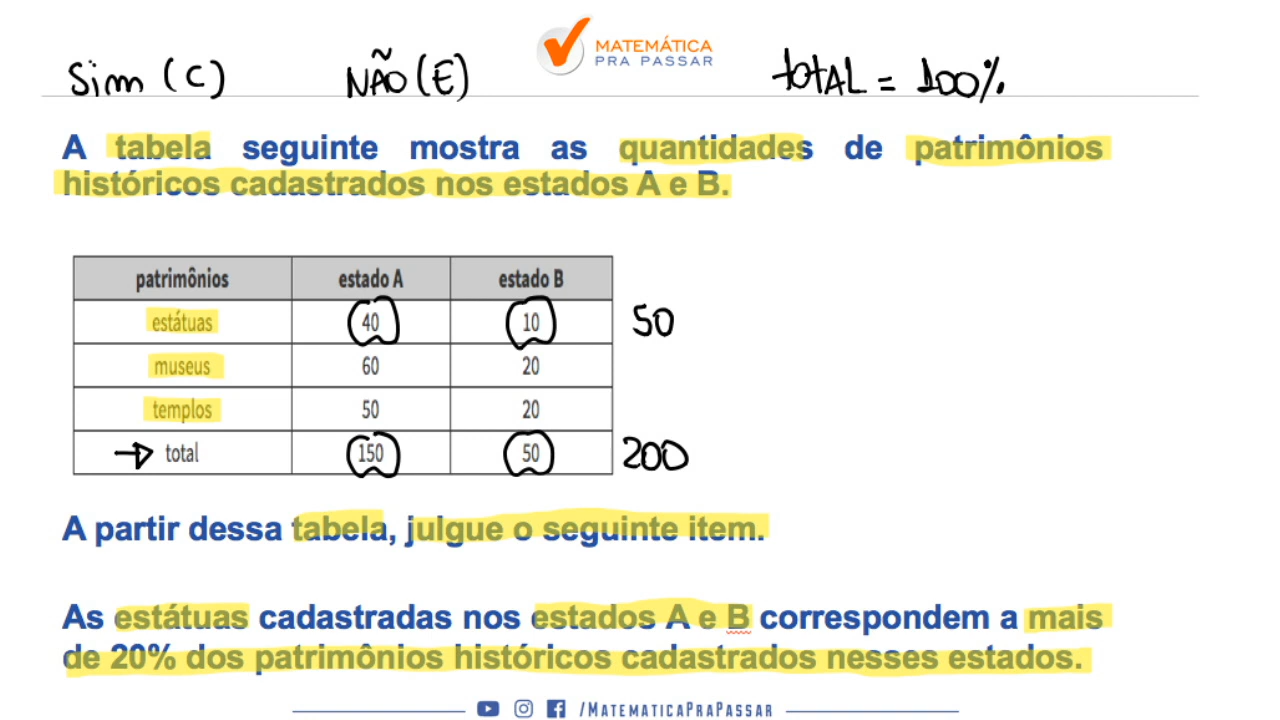 MATEMÁTICA
PRA PASSAR
Sim (C) NÃO (E) TOTAL = 100%
A tabela seguinte mostra as quantidades de patrimônios
históricos cadastrados nos estados A e B.
patrimônios estado A estado B
estátuas 40 10 50
museus 60 20
templos 50 20
→ total 150 50 200
A partir dessa tabela, julgue o seguinte item.
As estátuas cadastradas nos estados A e B correspondem a mais
de 20% dos patrimônios históricos cadastrados nesses estados.
/MATEMATICAPRAPASSAR